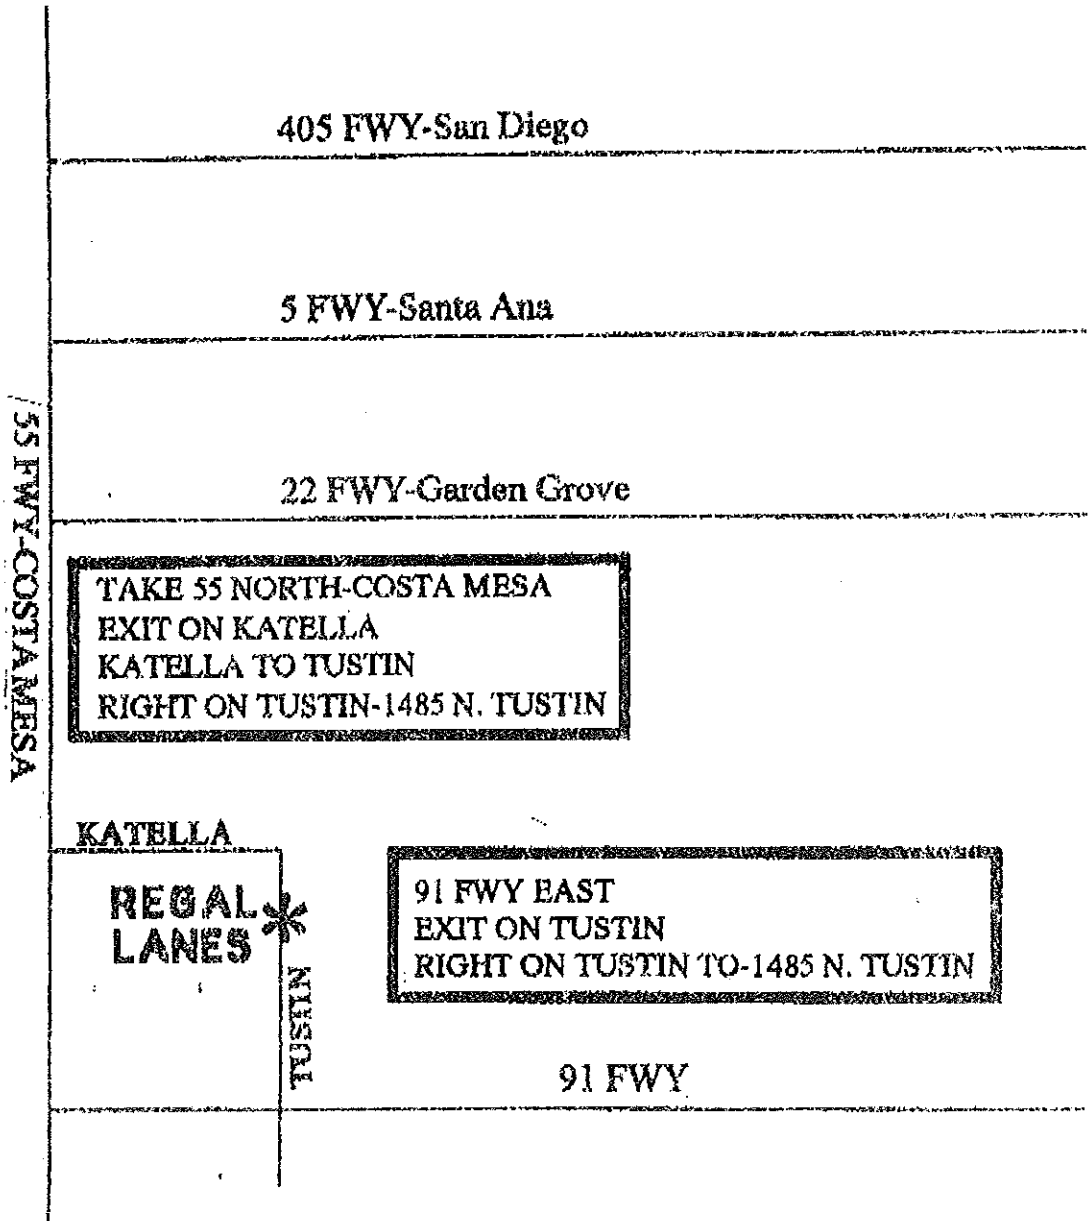 405 FWY-San Diego
5 FWY-Santa Ana
55 FWY-COSTA MESA
22 FWY-Garden Grove
TAKE 55 NORTH-COSTA MESA
EXIT ON KATELLA
KATELLA TO TUSTIN
RIGHT ON TUSTIN-1485 N. TUSTIN
KATELLA
REGAL
LANES
TUSTIN
91 FWY EAST
EXIT ON TUSTIN
RIGHT ON TUSTIN TO-1485 N. TUSTIN
91 FWY